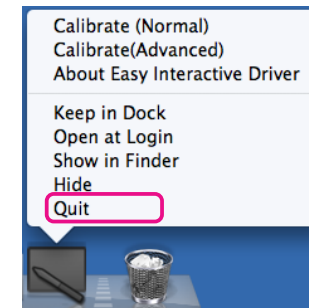 Calibrate (Normal)
Calibrate(Advanced)
About Easy Interactive Driver
Keep in Dock
Open at Login
Show in Finder
Hide
Quit